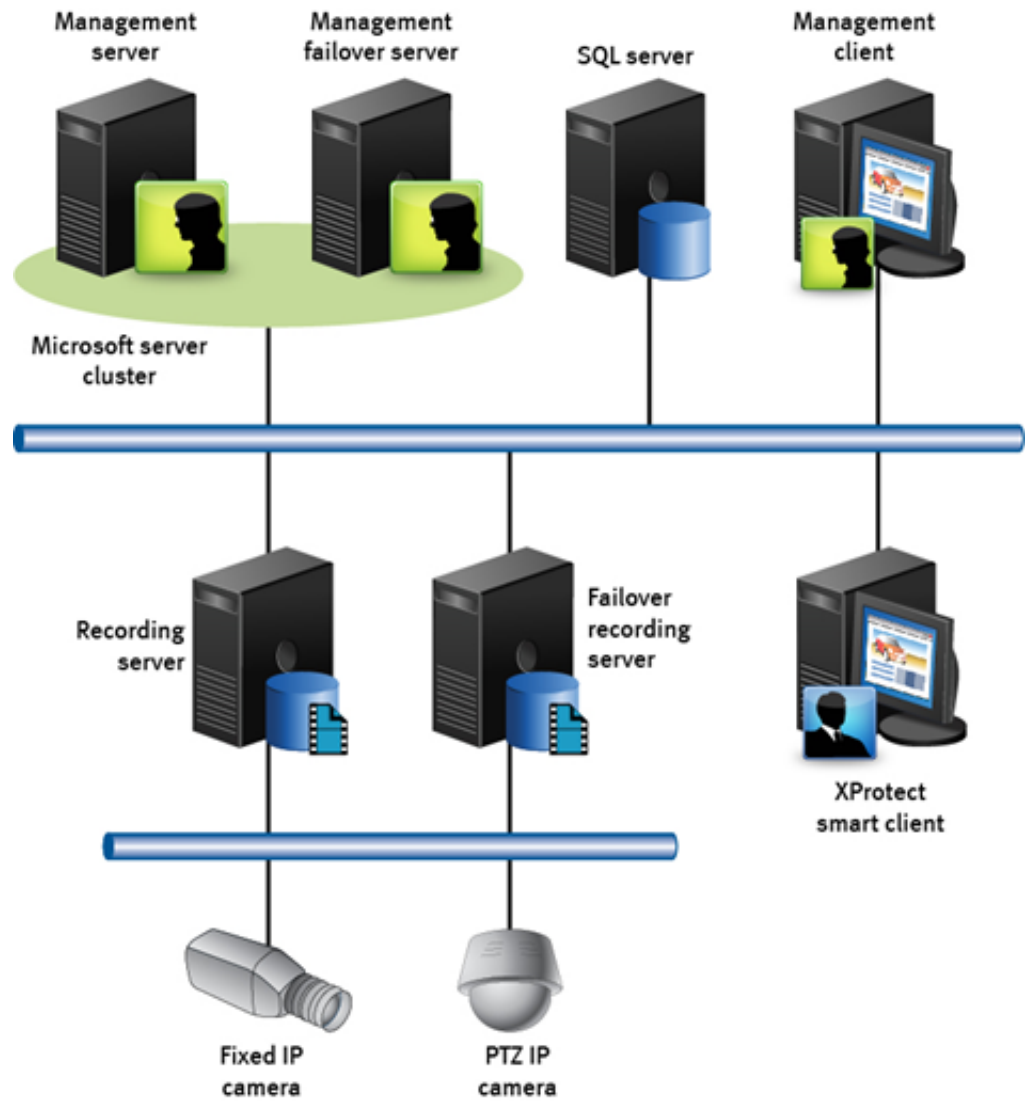 Management
server
Management
failover server
SQL server
Management
client
Microsoft server
cluster
Recording
server
Failover
recording
server
XProtect
smart client
Fixed IP
camera
PTZ IP
camera